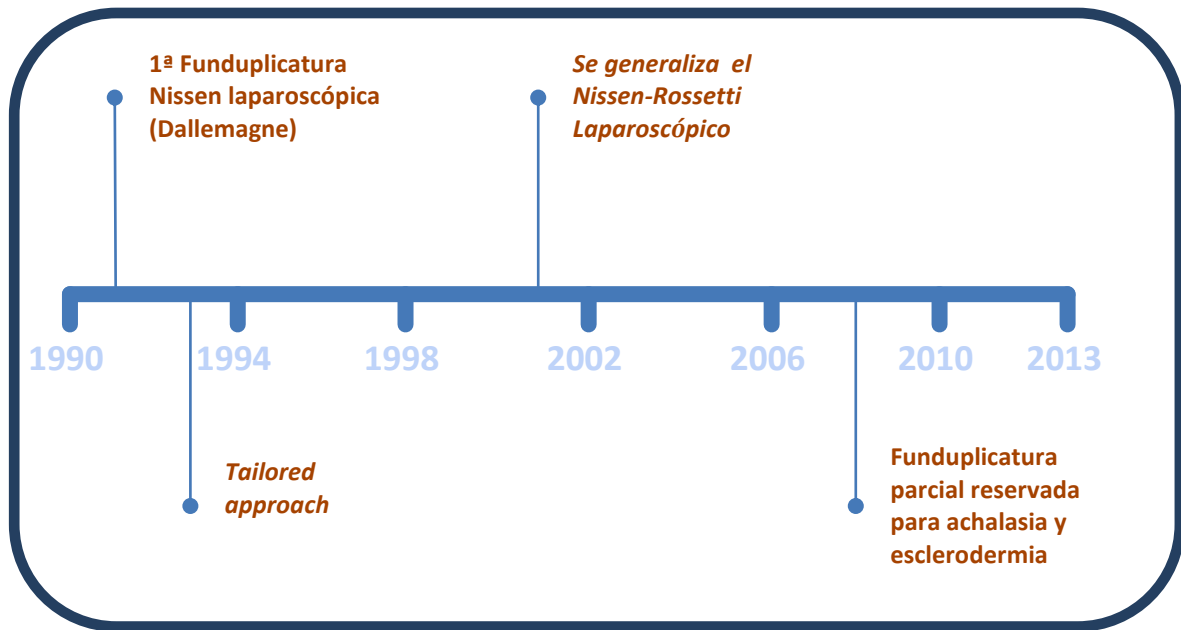 1ª Funduplicatura
Nissen laparoscópica
(Dallemagne)
Se generaliza el
Nissen-Rossetti
Laparoscópico
1990
1994
1998
2002
2006
2010
2013
Tailored
approach
Funduplicatura
parcial reservada
para achalasia y
esclerodermia